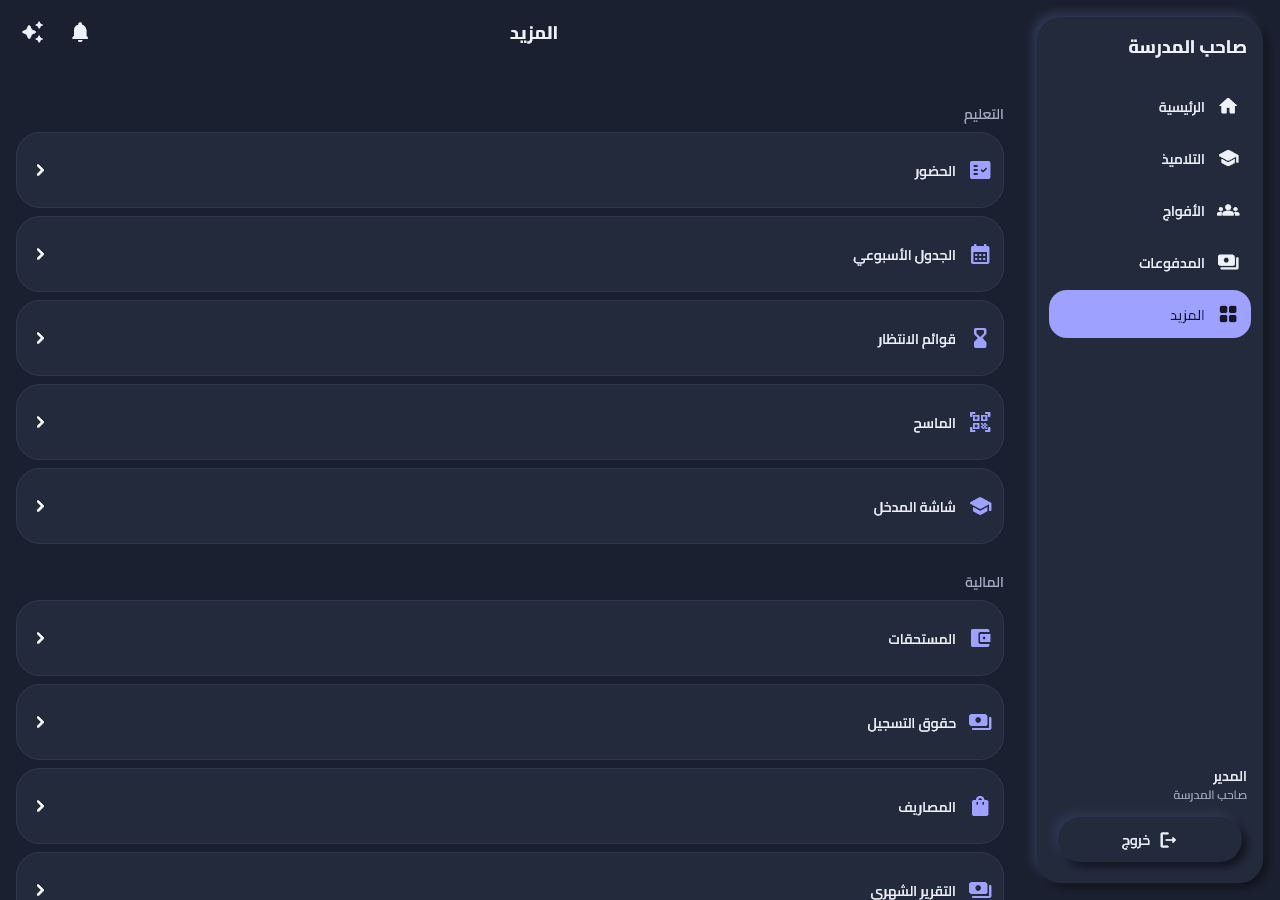 صاحب المدرسة
الرئيسية
التلاميذ
الأفواج
المدفوعات
المزيد
المدير
صاحب المدرسة
خروج
المزيد
التعليم
الحضور
الجدول الأسبوعي
قوائم الانتظار
الماسح
شاشة المدخل
المالية
المستحقات
حقوق التسجيل
المصاريف
التقرير الشهري